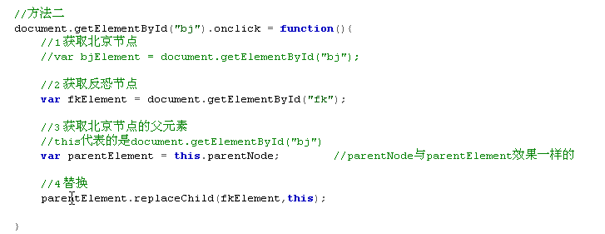 //方法二
document.getElementById("bj").onclick = function(){
//1获取北京节点
//var bjElement = document.getElementById("bj");
//2获取反恐节点
var fkElement = document.getElementById("fk");
//3获取北京节点的父元素
//this代表的是document.getElementById("bj")
var parentElement = this.parentNode; //parentNode与parentElement效果一样的
//4替换
parentElement.replaceChild(fkElement,this);
}